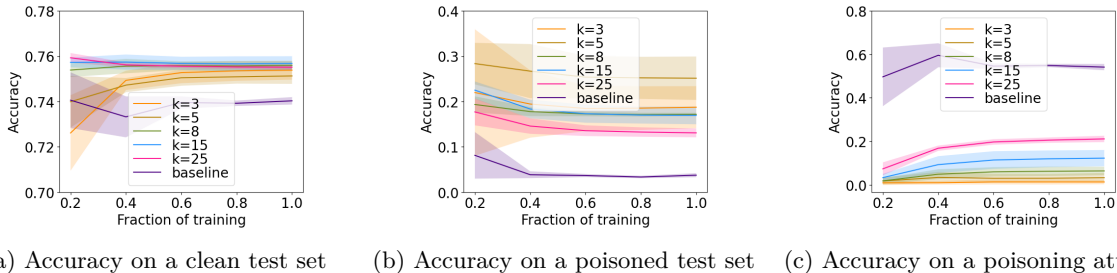 0.78
0.76
0.74
0.72
0.70
Accuracy
k=3
k=5
k=8
k=15
k=25
baseline
0.2 0.4 0.6 0.8 1.0
Fraction of training
) Accuracy on a clean test set
0.4
0.3
0.2
0.1
0.0
Accuracy
k=3
k=5
k=8
k=15
k=25
baseline
0.2 0.4 0.6 0.8 1.0
Fraction of training
(b) Accuracy on a poisoned test set
0.8
0.6
0.4
0.2
0.0
Accuracy
k=3
k=5
k=8
k=15
k=25
baseline
0.2 0.4 0.6 0.8 1.0
Fraction of training
(c) Accuracy on a poisoning at